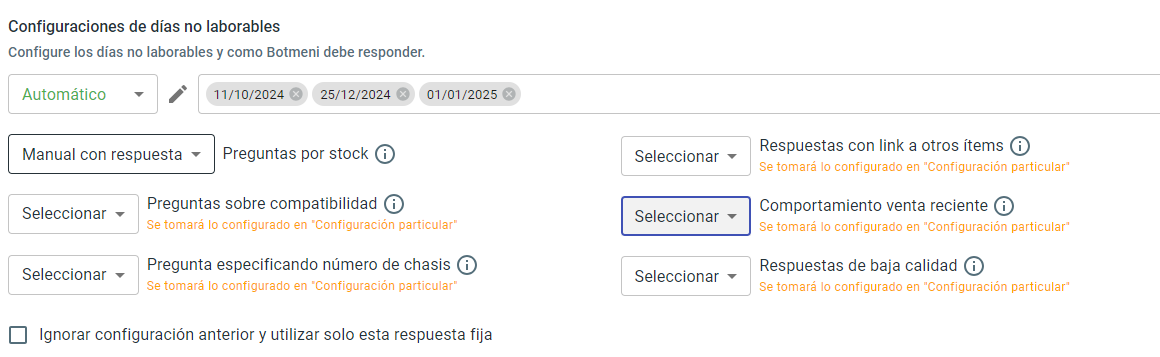 Configuraciones de días no laborables
Configure los días no laborables y como Botmeni debe responder.
Automático
11/10/2024 25/12/2024 01/01/2025
Manual con respuesta Preguntas por stock
Seleccionar Respuestas con link a otros ítems
Se tomará lo configurado en "Configuración particular"
Seleccionar Preguntas sobre compatibilidad
Se tomará lo configurado en "Configuración particular"
Seleccionar Comportamiento venta reciente
Se tomará lo configurado en "Configuración particular"
Seleccionar Pregunta especificando número de chasis
Se tomará lo configurado en "Configuración particular"
Seleccionar Respuestas de baja calidad
Se tomará lo configurado en "Configuración particular"
Ignorar configuración anterior y utilizar solo esta respuesta fija